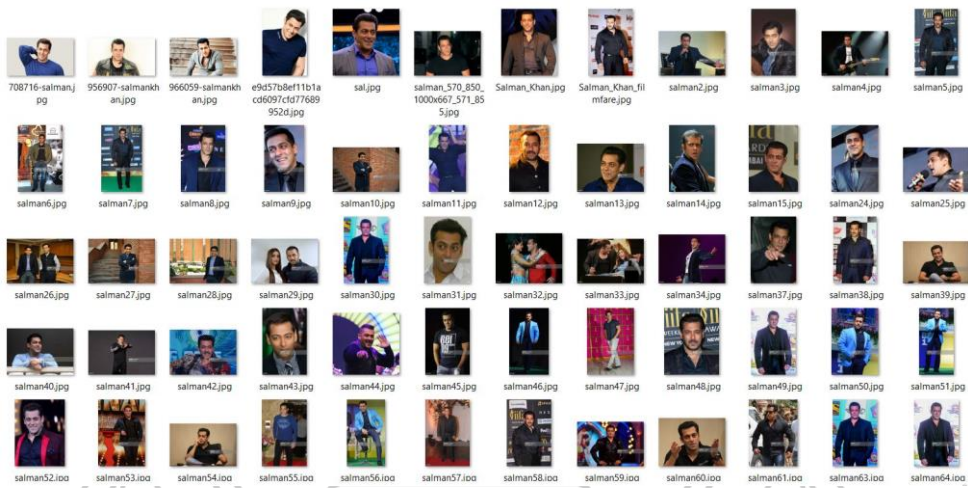 708716-salman.j
pg
956907-salmankh
an.jpg
966059-salmankh
an.jpg
e9d57b8ef11b1a
cd6097cfd77689
952d.jpg
sal.jpg
salman_570_850_
1000x667_571_85
5.jpg
Salman_Khan.jpg
Salman_Khan_fil
mfare.jpg
salman2.jpg
salman3.jpg
salman4.jpg
salman5.jpg
salman6.jpg
salman7.jpg
salman8.jpg
salman9.jpg
salman10.jpg
salman11.jpg
salman12.jpg
salman13.jpg
salman14.jpg
salman15.jpg
salman24.jpg
salman25.jpg
salman26.jpg
salman27.jpg
salman28.jpg
salman29.jpg
salman30.jpg
salman31.jpg
salman32.jpg
salman33.jpg
salman34.jpg
salman37.jpg
salman38.jpg
salman39.jpg
salman40.jpg
salman41.jpg
salman42.jpg
salman43.jpg
salman44.jpg
salman45.jpg
salman46.jpg
salman47.jpg
salman48.jpg
salman49.jpg
salman50.jpg
salman51.jpg
salman52.jpg
salman53.jpg
salman54.jpg
salman55.jpg
salman56.jpg
salman57.jpg
salman58.jpg
salman59.jpg
salman60.jpg
salman61.jpg
salman63.jpg
salman64.jpg